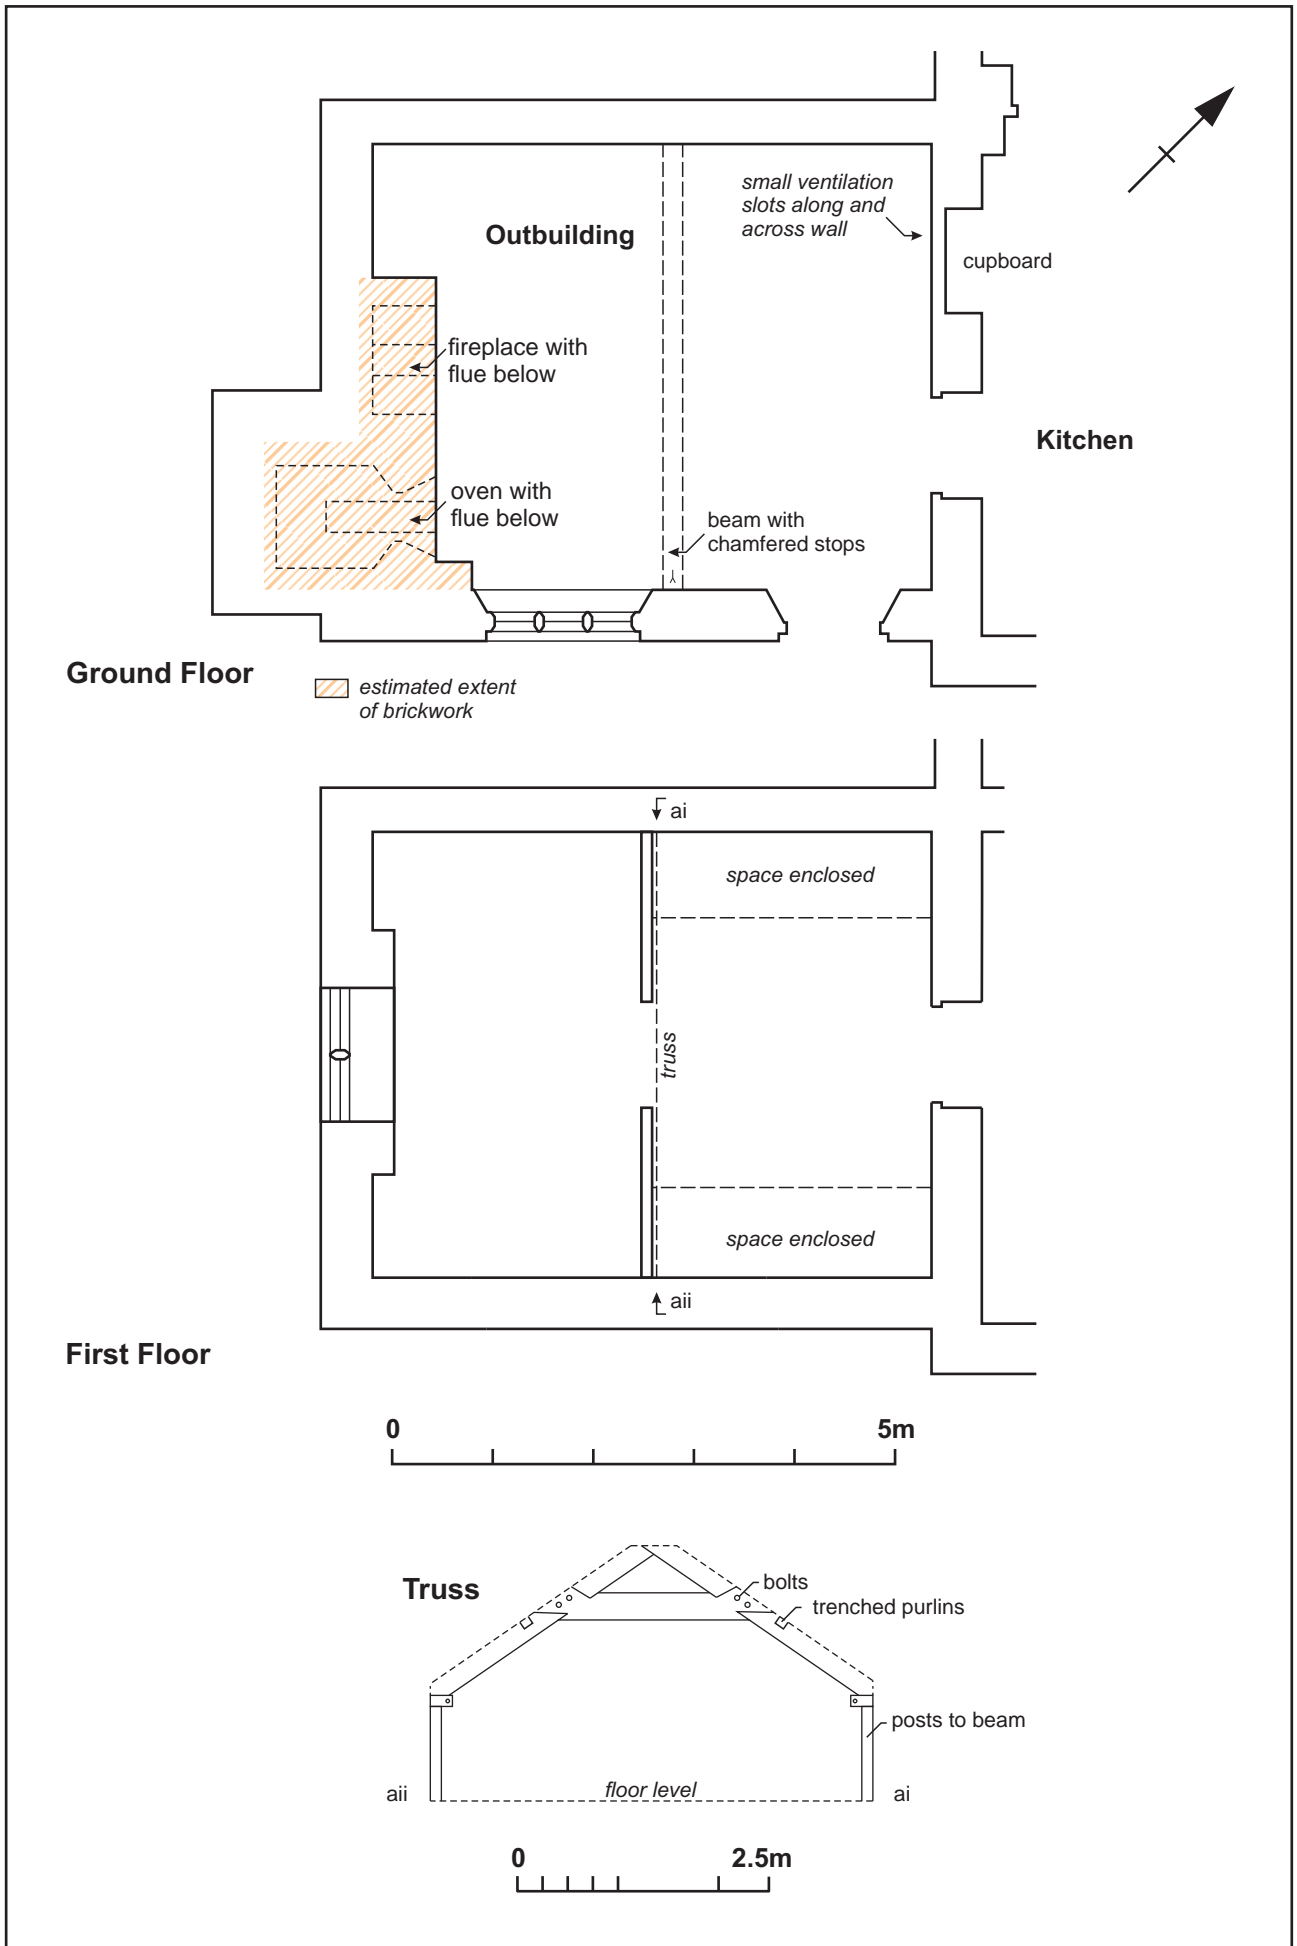 small ventilation
slots along and
across wall
Outbuilding
cupboard
fireplace with
flue below
Kitchen
oven with
flue below
beam with
chamfered stops
Ground Floor
estimated extent
of brickwork
ai
space enclosed
truss
space enclosed
aii
First Floor
0 5m
Truss
bolts
trenched purlins
posts to beam
aii
floor level
ai
0 2.5m